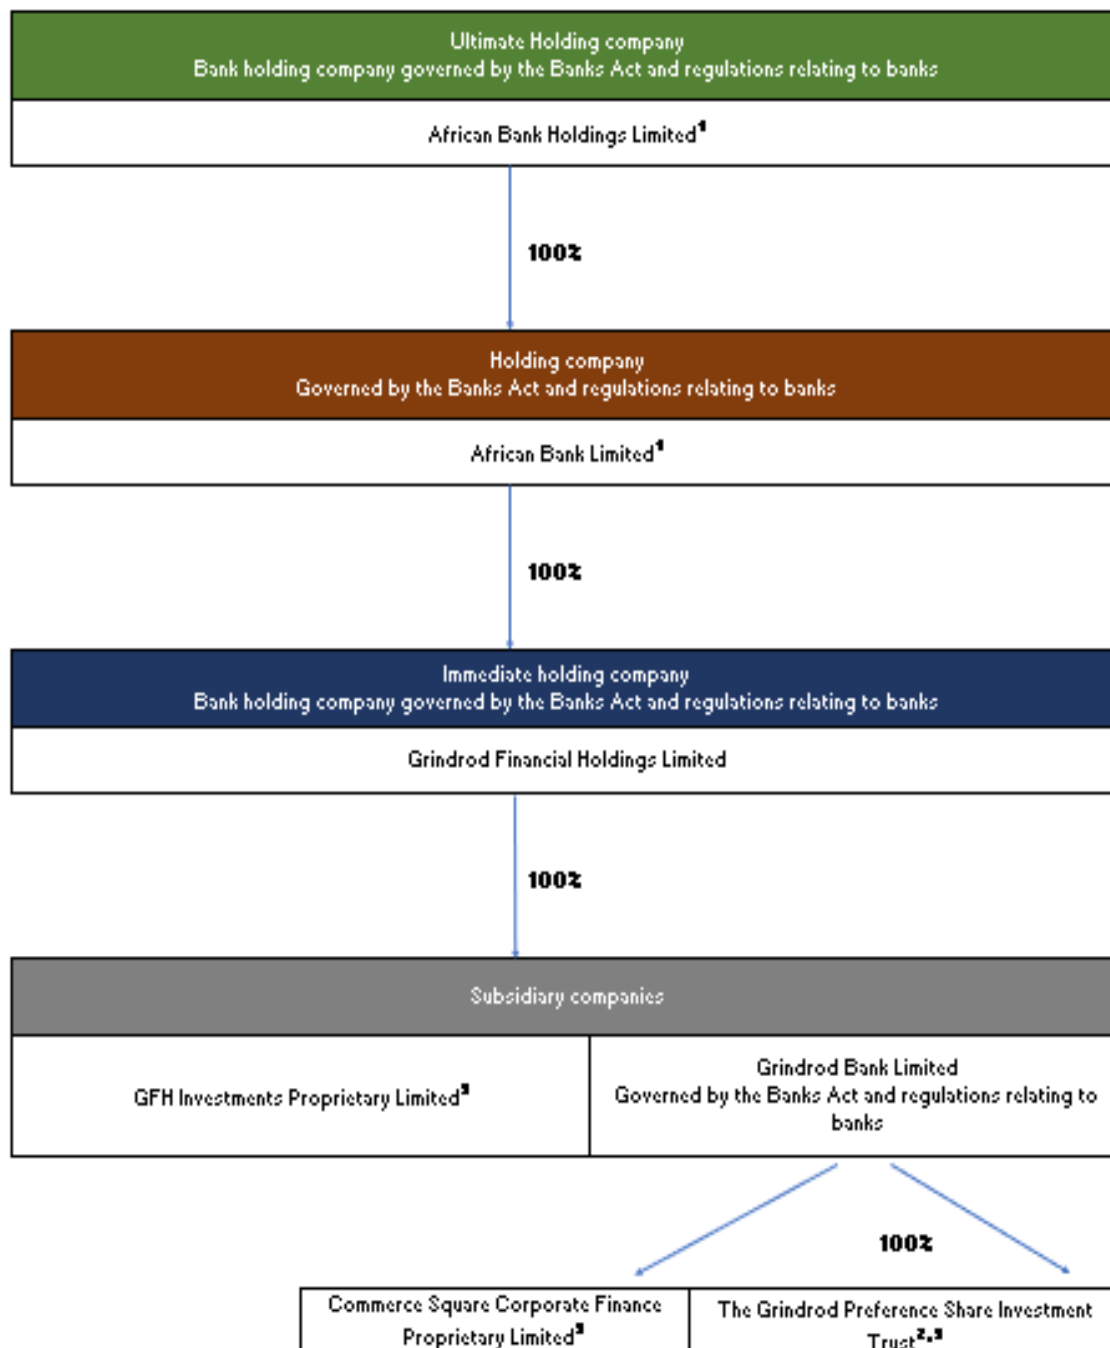 Ultimate Holding company
Bank holding company governed by the Banks Act and regulations relating to banks
African Bank Holdings Limited¹
100%
Holding company
Governed by the Banks Act and regulations relating to banks
African Bank Limited¹
100%
Immediate holding company
Bank holding company governed by the Banks Act and regulations relating to banks
Grindrod Financial Holdings Limited
100%
Subsidiary companies
GFH Investments Proprietary Limited³
Grindrod Bank Limited
Governed by the Banks Act and regulations relating to
banks
100%
Commerce Square Corporate Finance
Proprietary Limited³
The Grindrod Preference Share Investment
Trust²,³